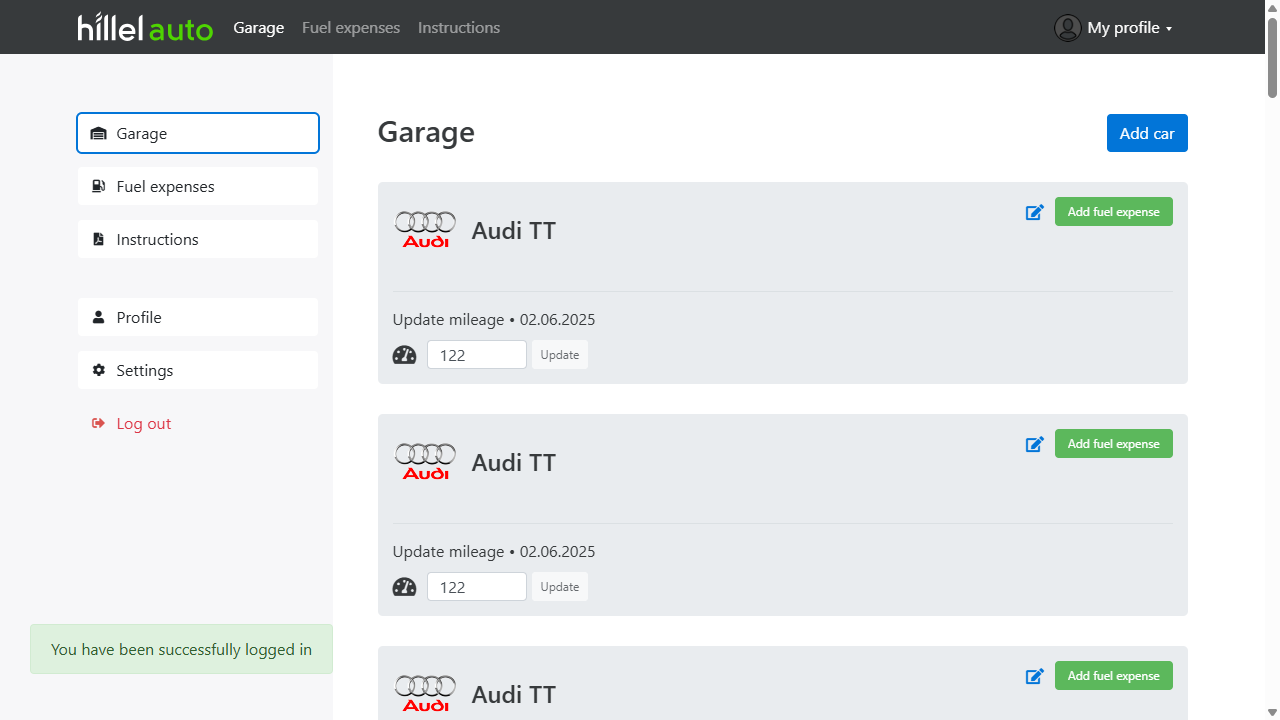 hillel auto Garage Fuel expenses Instructions My profile
Garage
Fuel expenses
Instructions
Profile
Settings
Log out
You have been successfully logged in
Garage Add car
Audi Audi TT Add fuel expense
Update mileage • 02.06.2025
122 Update
Audi Audi TT Add fuel expense
Update mileage • 02.06.2025
122 Update
Audi Audi TT Add fuel expense